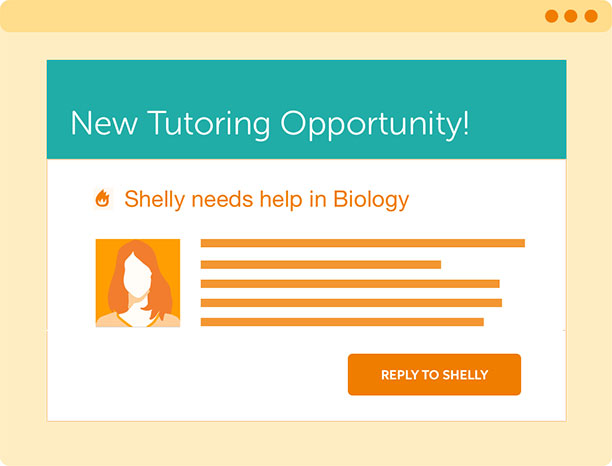 New Tutoring Opportunity!
Shelly needs help in Biology
REPLY TO SHELLY